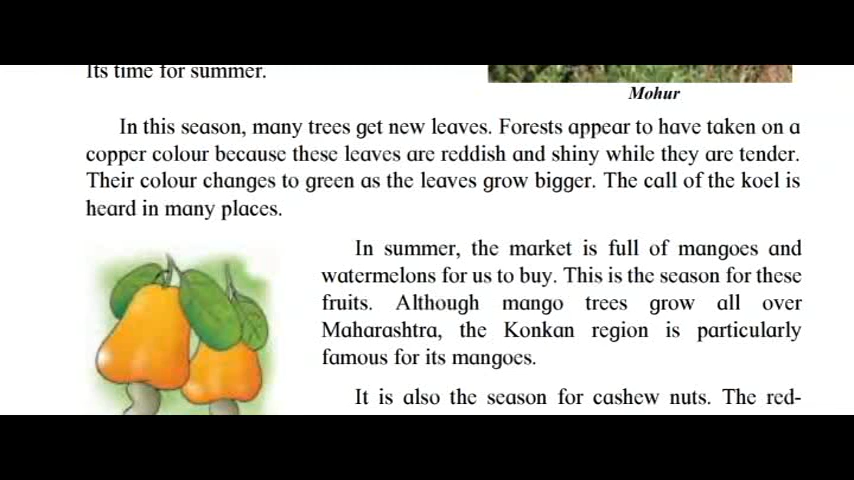 Its time for summer.
Mohur
In this season, many trees get new leaves. Forests appear to have taken on a
copper colour because these leaves are reddish and shiny while they are tender.
Their colour changes to green as the leaves grow bigger. The call of the koel is
heard in many places.
In summer, the market is full of mangoes and
watermelons for us to buy. This is the season for these
fruits. Although mango trees grow all over
Maharashtra, the Konkan region is particularly
famous for its mangoes.
It is also the season for cashew nuts. The red-